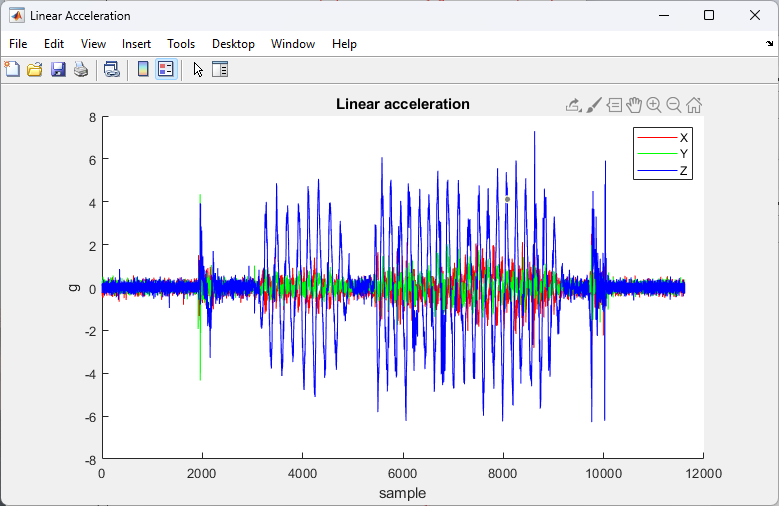 Linear Acceleration
File Edit View Insert Tools Desktop Window Help
Linear acceleration
X
Y
Z
8
6
4
2
0
-2
-4
-6
-8
g
0 2000 4000 6000 8000 10000 12000
sample